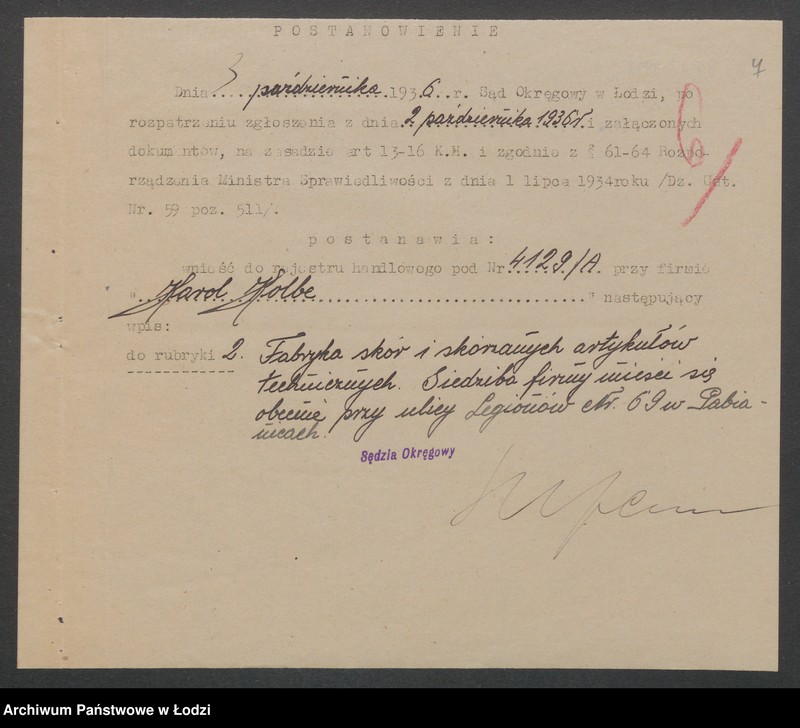 POSTANOWIENIE
7
Dnia 3 października 1936 r. Sąd Okręgowy w Łodzi, po
rozpatrzeniu zgłoszenia z dnia 2 października 1936 r. i załączonych
dokumentów, na zasadzie art 13-16 K.H. i zgodnie z § 61-64 Rozpo-
rządzenia Ministra Sprawiedliwości z dnia 1 lipca 1934roku /Dz. Ust.
Nr. 59 poz. 511/.
6
postanawia:
wnieść do rejestru handlowego pod Nr 4129/A. przy firmie
" Karol Kolbe " następujący
wpis:
do rubryki 2. Fabryka skór i skórzanych artykułów
technicznych. Siedziba firmy mieści się
obecnie przy ulicy Legionów Nr. 69 w Pabia-
nicach.
Sędzia Okręgowy
Archiwum Państwowe w Łodzi